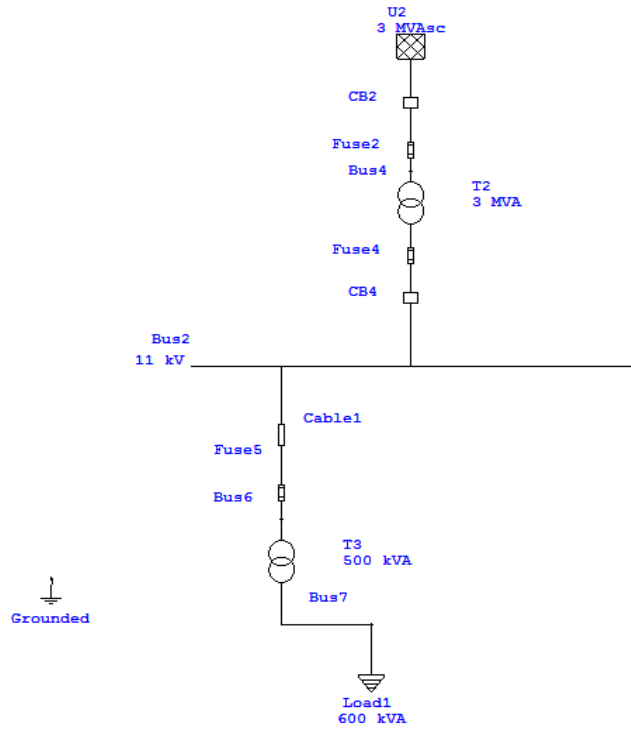 U2
3 MVAsc
CB2
Fuse2
Bus4
T2
3 MVA
Fuse4
CB4
Bus2
11 kV
Cable1
Fuse5
Bus6
T3
500 kVA
Bus7
Grounded
Load1
600 kVA